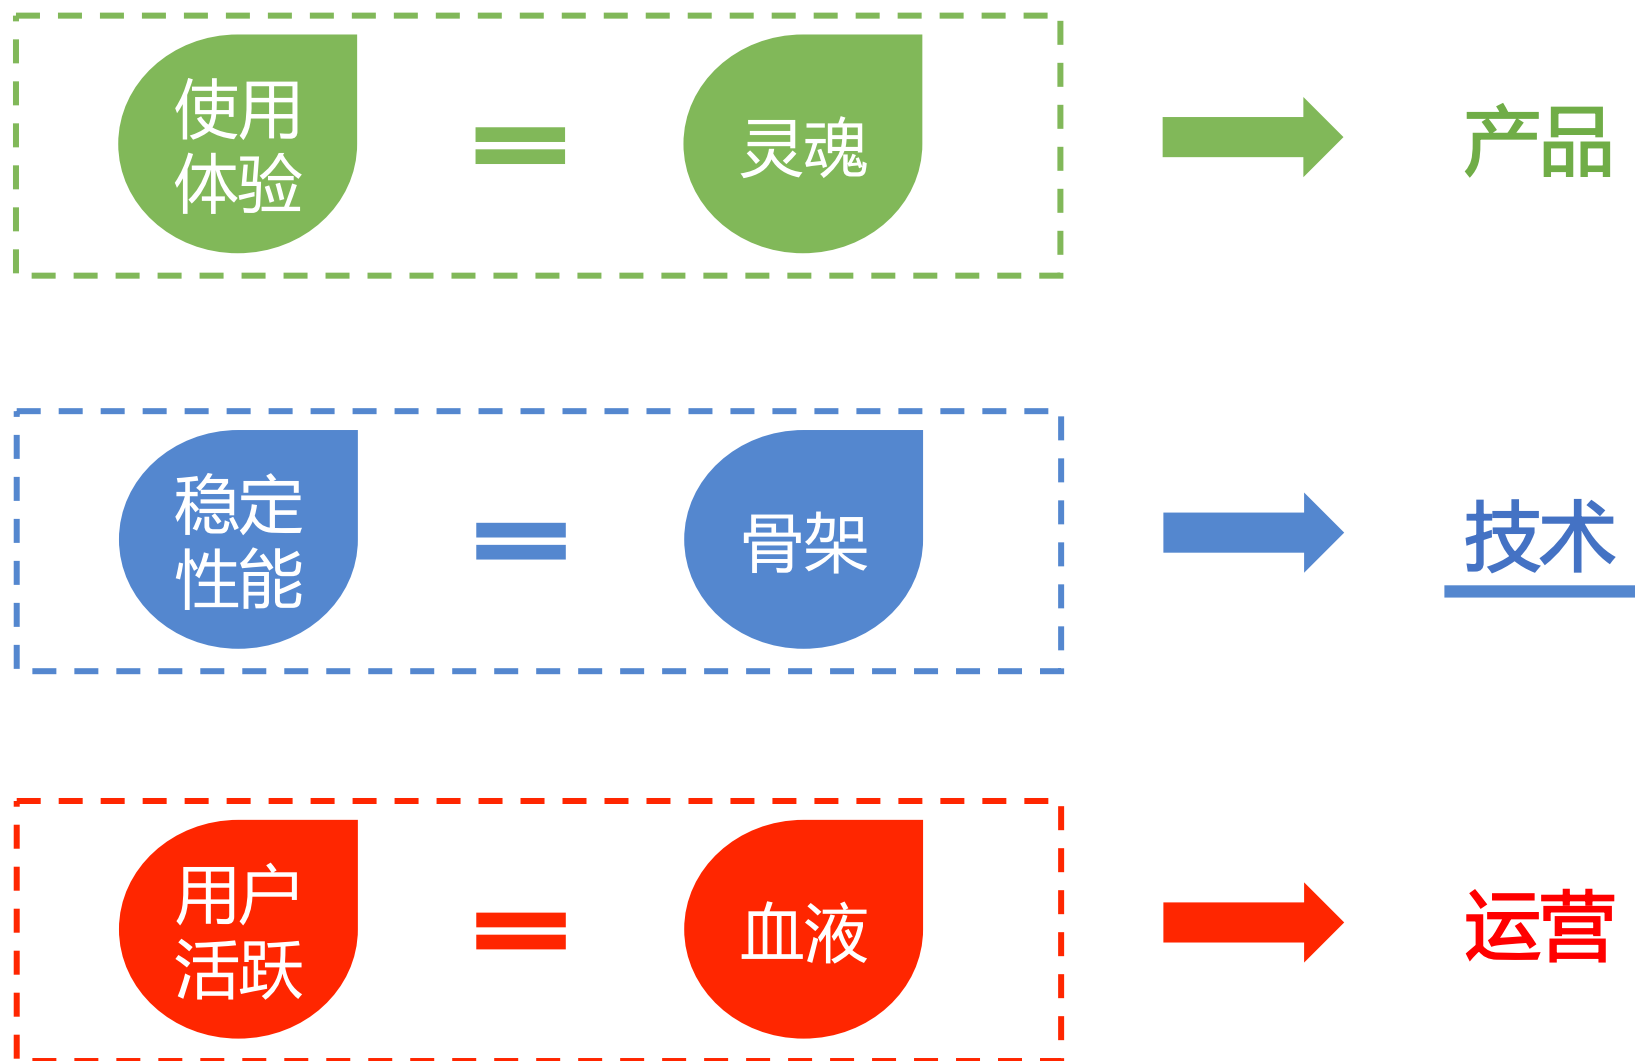 使用
体验
灵魂
产品
稳定
性能
骨架
技术
用户
活跃
血液
运营